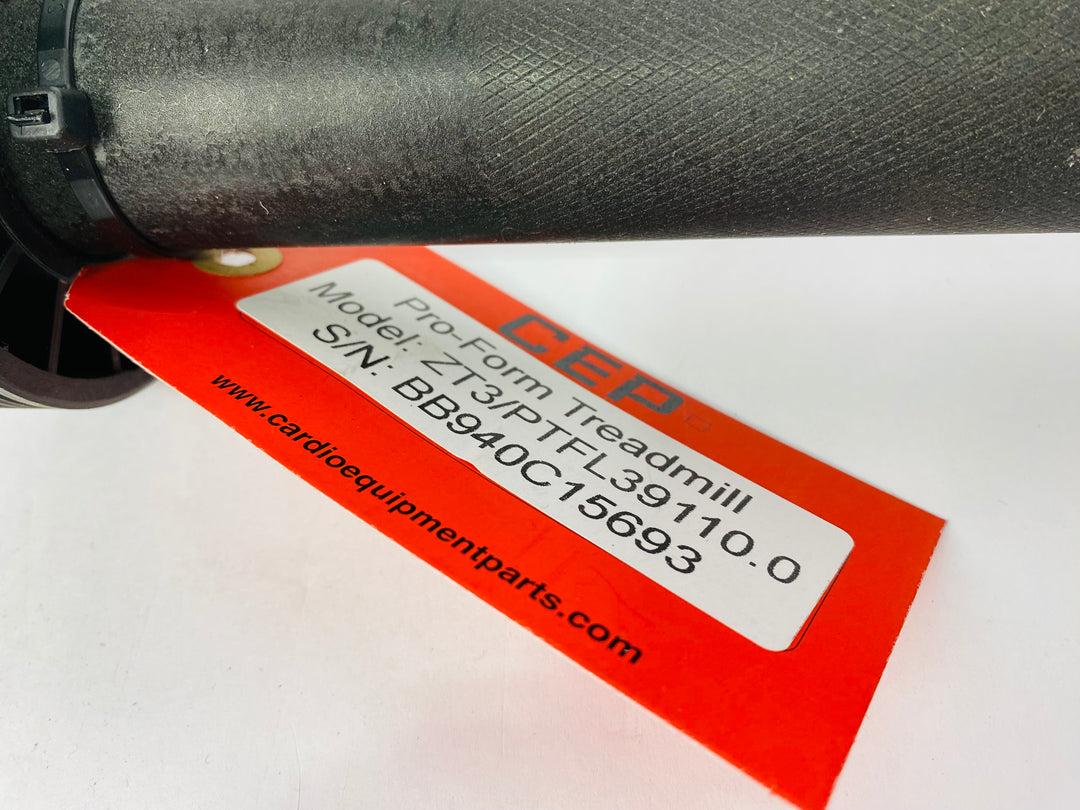 CEP
Pro-Form Treadmill
Model: ZT3/PTFL39110.0
S/N: BB940C15693
www.cardioequipmentparts.com